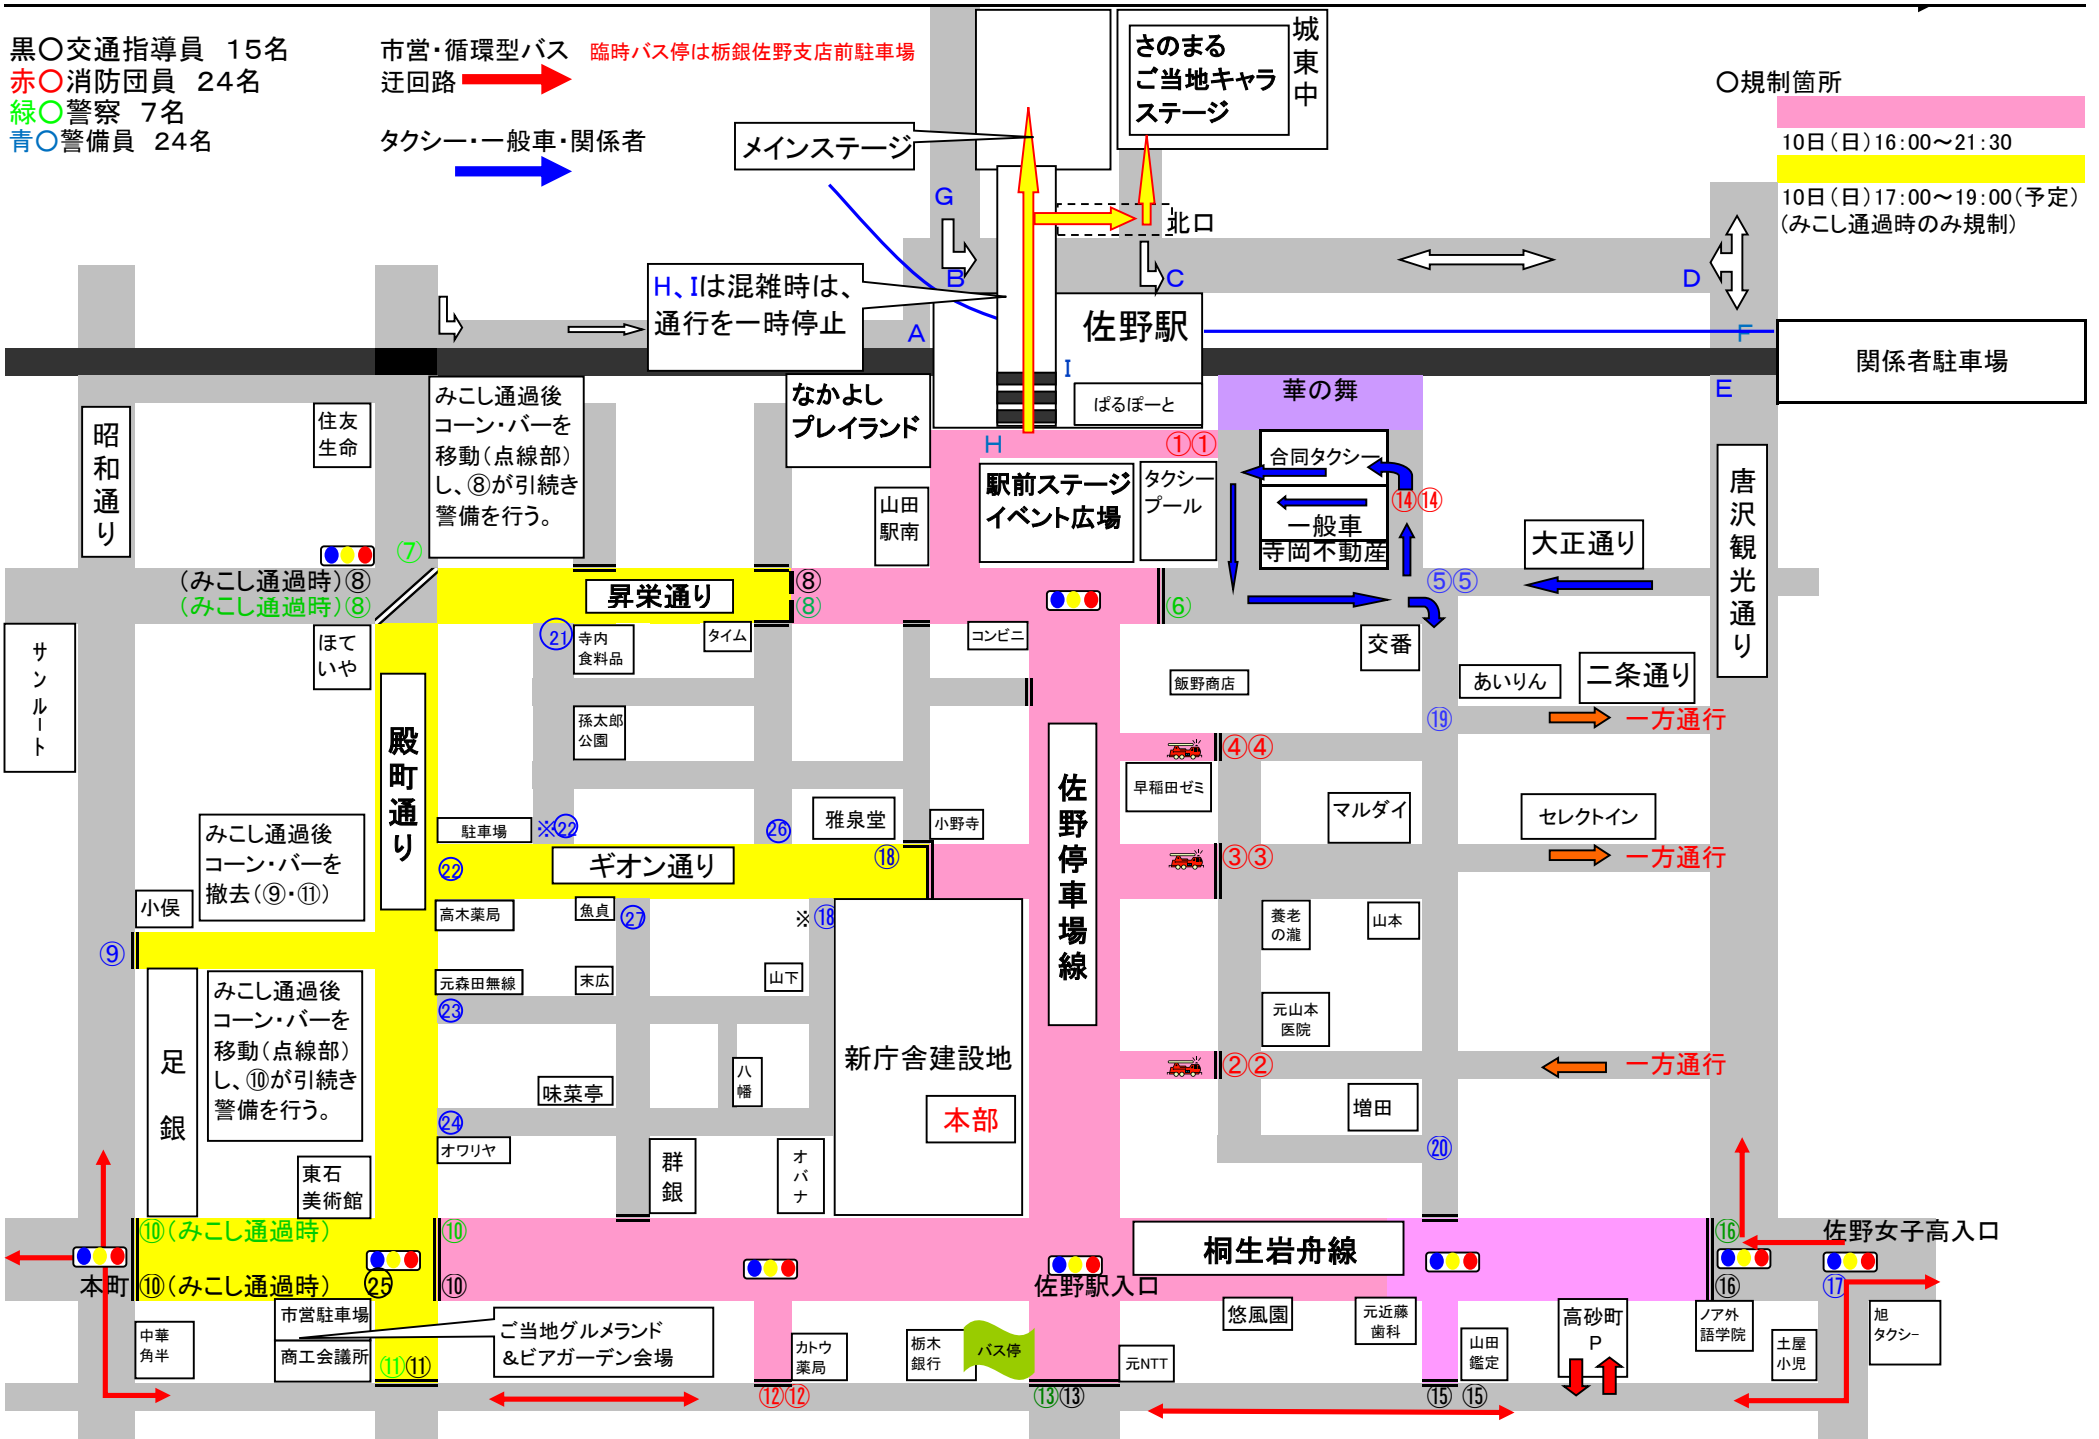 黒○交通指導員　15名
赤○消防団員　24名
緑○警察　7名
青○警備員　24名
市営・循環型バス
迂回路
臨時バス停は栃銀佐野支店前駐車場
タクシー・一般車・関係者
メインステージ
さのまる
ご当地キャラ
ステージ
城東中
○規制箇所
10日(日)16:00～21:30
10日(日)17:00～19:00(予定)
(みこし通過時のみ規制)
G
北口
B
C
D
H、Iは混雑時は、
通行を一時停止
A
佐野駅
F
I
関係者駐車場
E
ぱるぽーと
華の舞
なかよし
プレイランド
みこし通過後
コーン・バーを
移動(点線部)
し、⑧が引続き
警備を行う。
住友
生命
昭和通り
H
①①
合同タクシー
一般車
寺岡不動産
⑭⑭
駅前ステージ
イベント広場
タクシー
プール
山田
駅南
大正通り
唐沢観光通り
⑦
(みこし通過時)⑧
(みこし通過時)⑧
昇栄通り
⑧
⑧
⑥
⑤⑤
サンルート
ほて
いや
㉑
寺内
食料品
タイム
コンビニ
交番
飯野商店
あいりん
二条通り
⑲
一方通行
殿町通り
孫太郎
公園
佐野停車場線
④④
早稲田ゼミ
マルダイ
セレクトイン
駐車場
※㉒
㉖
雅泉堂
小野寺
みこし通過後
コーン・バーを
撤去(⑨・⑪)
㉒
ギオン通り
⑱
③③
一方通行
小俣
高木薬局
魚貞
㉗
※⑱
養老
の瀧
山本
⑨
足銀
みこし通過後
コーン・バーを
移動(点線部)
し、⑩が引続き
警備を行う。
元森田無線
末広
山下
㉓
元山本
医院
新庁舎建設地
本部
②②
一方通行
八幡
味菜亭
増田
㉔
オワリヤ
群銀
オバナ
⑳
東石
美術館
⑩(みこし通過時)
⑩
桐生岩舟線
⑯
佐野女子高入口
本町
⑩(みこし通過時)
㉕
⑩
佐野駅入口
⑯
⑰
中華
角半
市営駐車場
商工会議所
ご当地グルメランド
&ビアガーデン会場
カトウ
薬局
栃木
銀行
バス停
元NTT
悠風園
元近藤
歯科
山田
鑑定
高砂町
P
ノア外
語学院
土屋
小児
旭
タクシー
⑪⑪
⑫⑫
⑬⑬
⑮ ⑮